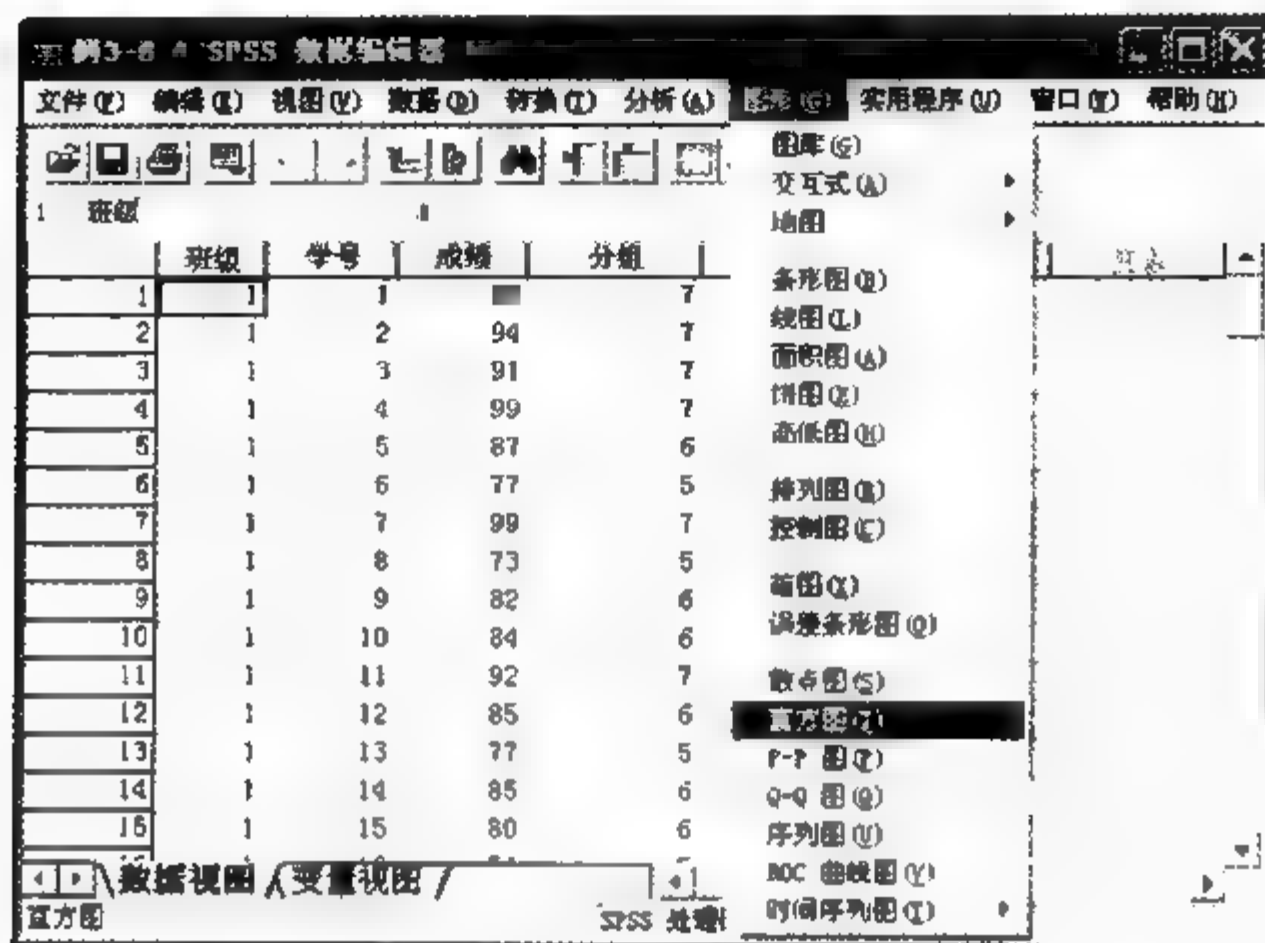 例3-6 SPSS 数据编辑器
文件(F) 编辑(E) 视图(V) 数据(D) 转换(T) 分析(A) 图形(G) 实用程序(U) 窗口(W) 帮助(H)
1 班级
班级 学号 成绩 分组
1 1 1 7
2 1 2 94 7
3 1 3 91 7
4 1 4 99 7
5 1 5 87 6
6 1 6 77 5
7 1 7 99 7
8 1 8 73 5
9 1 9 82 6
10 1 10 84 6
11 1 11 92 7
12 1 12 85 6
13 1 13 77 5
14 1 14 85 6
15 1 15 80 6
图库(G)
交互式(A)
地图
条形图(B)
线图(L)
面积图(A)
饼图(E)
高低图(H)
排列图(R)
控制图(C)
箱图(X)
误差条形图(O)
散点图(S)
直方图(I)
P-P 图(P)
Q-Q 图(Q)
序列图(V)
ROC 曲线图(V)
时间序列图(T)
数据视图 变量视图
直方图
SPSS 处理